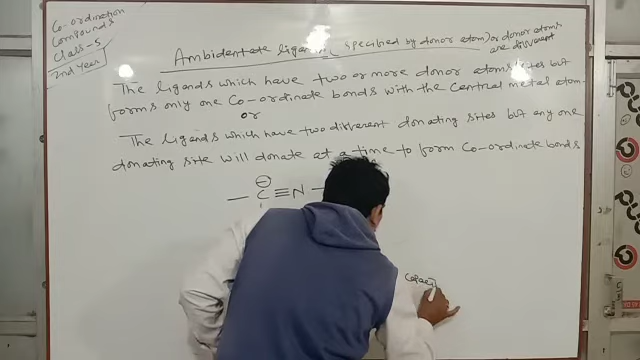 Co-ordination
Compounds
Class-5
2nd Year
Ambidentate ligan (specified by donor atom) or donor atoms
are different
The ligands which have two or more donor atoms sites but
forms only one Co-ordinate bonds with the Central metal atom.
or
The ligands which have two different donating sites but any one
donating site will donate at a time to form Co-ordinate bonds
⊖
— C ≡ N —